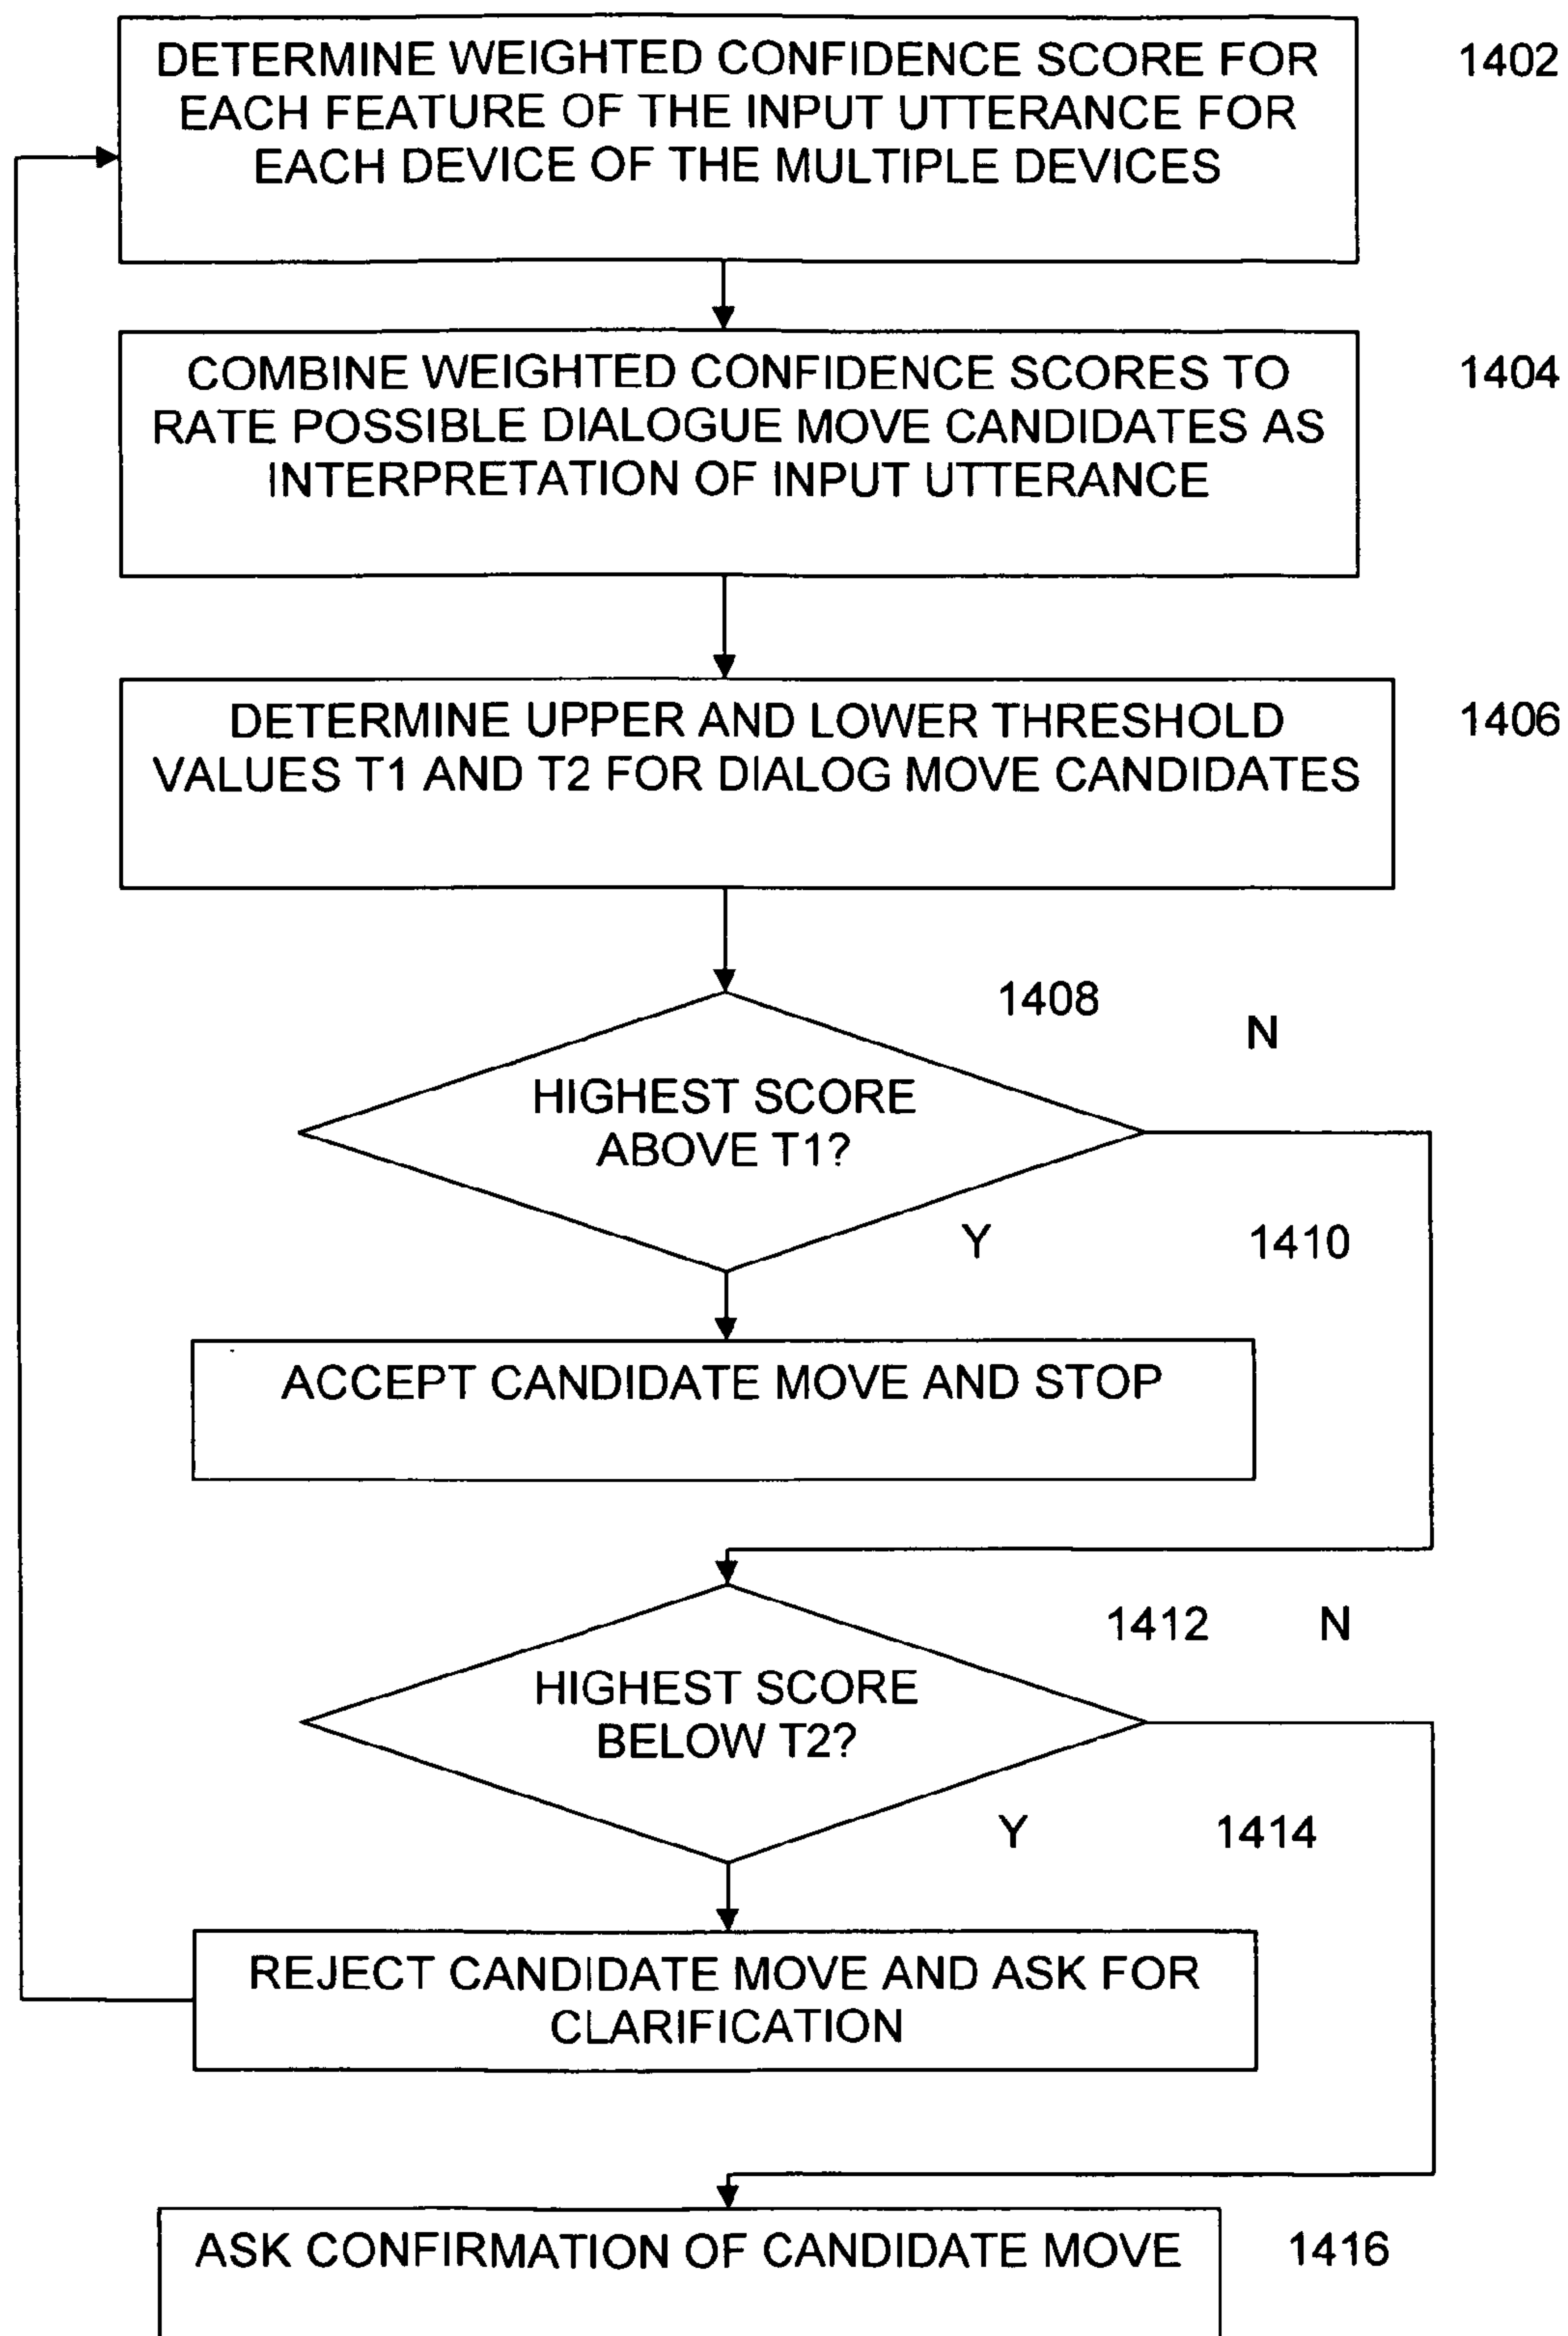 DETERMINE WEIGHTED CONFIDENCE SCORE FOR
EACH FEATURE OF THE INPUT UTTERANCE FOR
EACH DEVICE OF THE MULTIPLE DEVICES
1402
COMBINE WEIGHTED CONFIDENCE SCORES TO
RATE POSSIBLE DIALOGUE MOVE CANDIDATES AS
INTERPRETATION OF INPUT UTTERANCE
1404
DETERMINE UPPER AND LOWER THRESHOLD
VALUES T1 AND T2 FOR DIALOG MOVE CANDIDATES
1406
1408
N
HIGHEST SCORE
ABOVE T1?
Y
1410
ACCEPT CANDIDATE MOVE AND STOP
1412
N
HIGHEST SCORE
BELOW T2?
Y
1414
REJECT CANDIDATE MOVE AND ASK FOR
CLARIFICATION
ASK CONFIRMATION OF CANDIDATE MOVE
1416